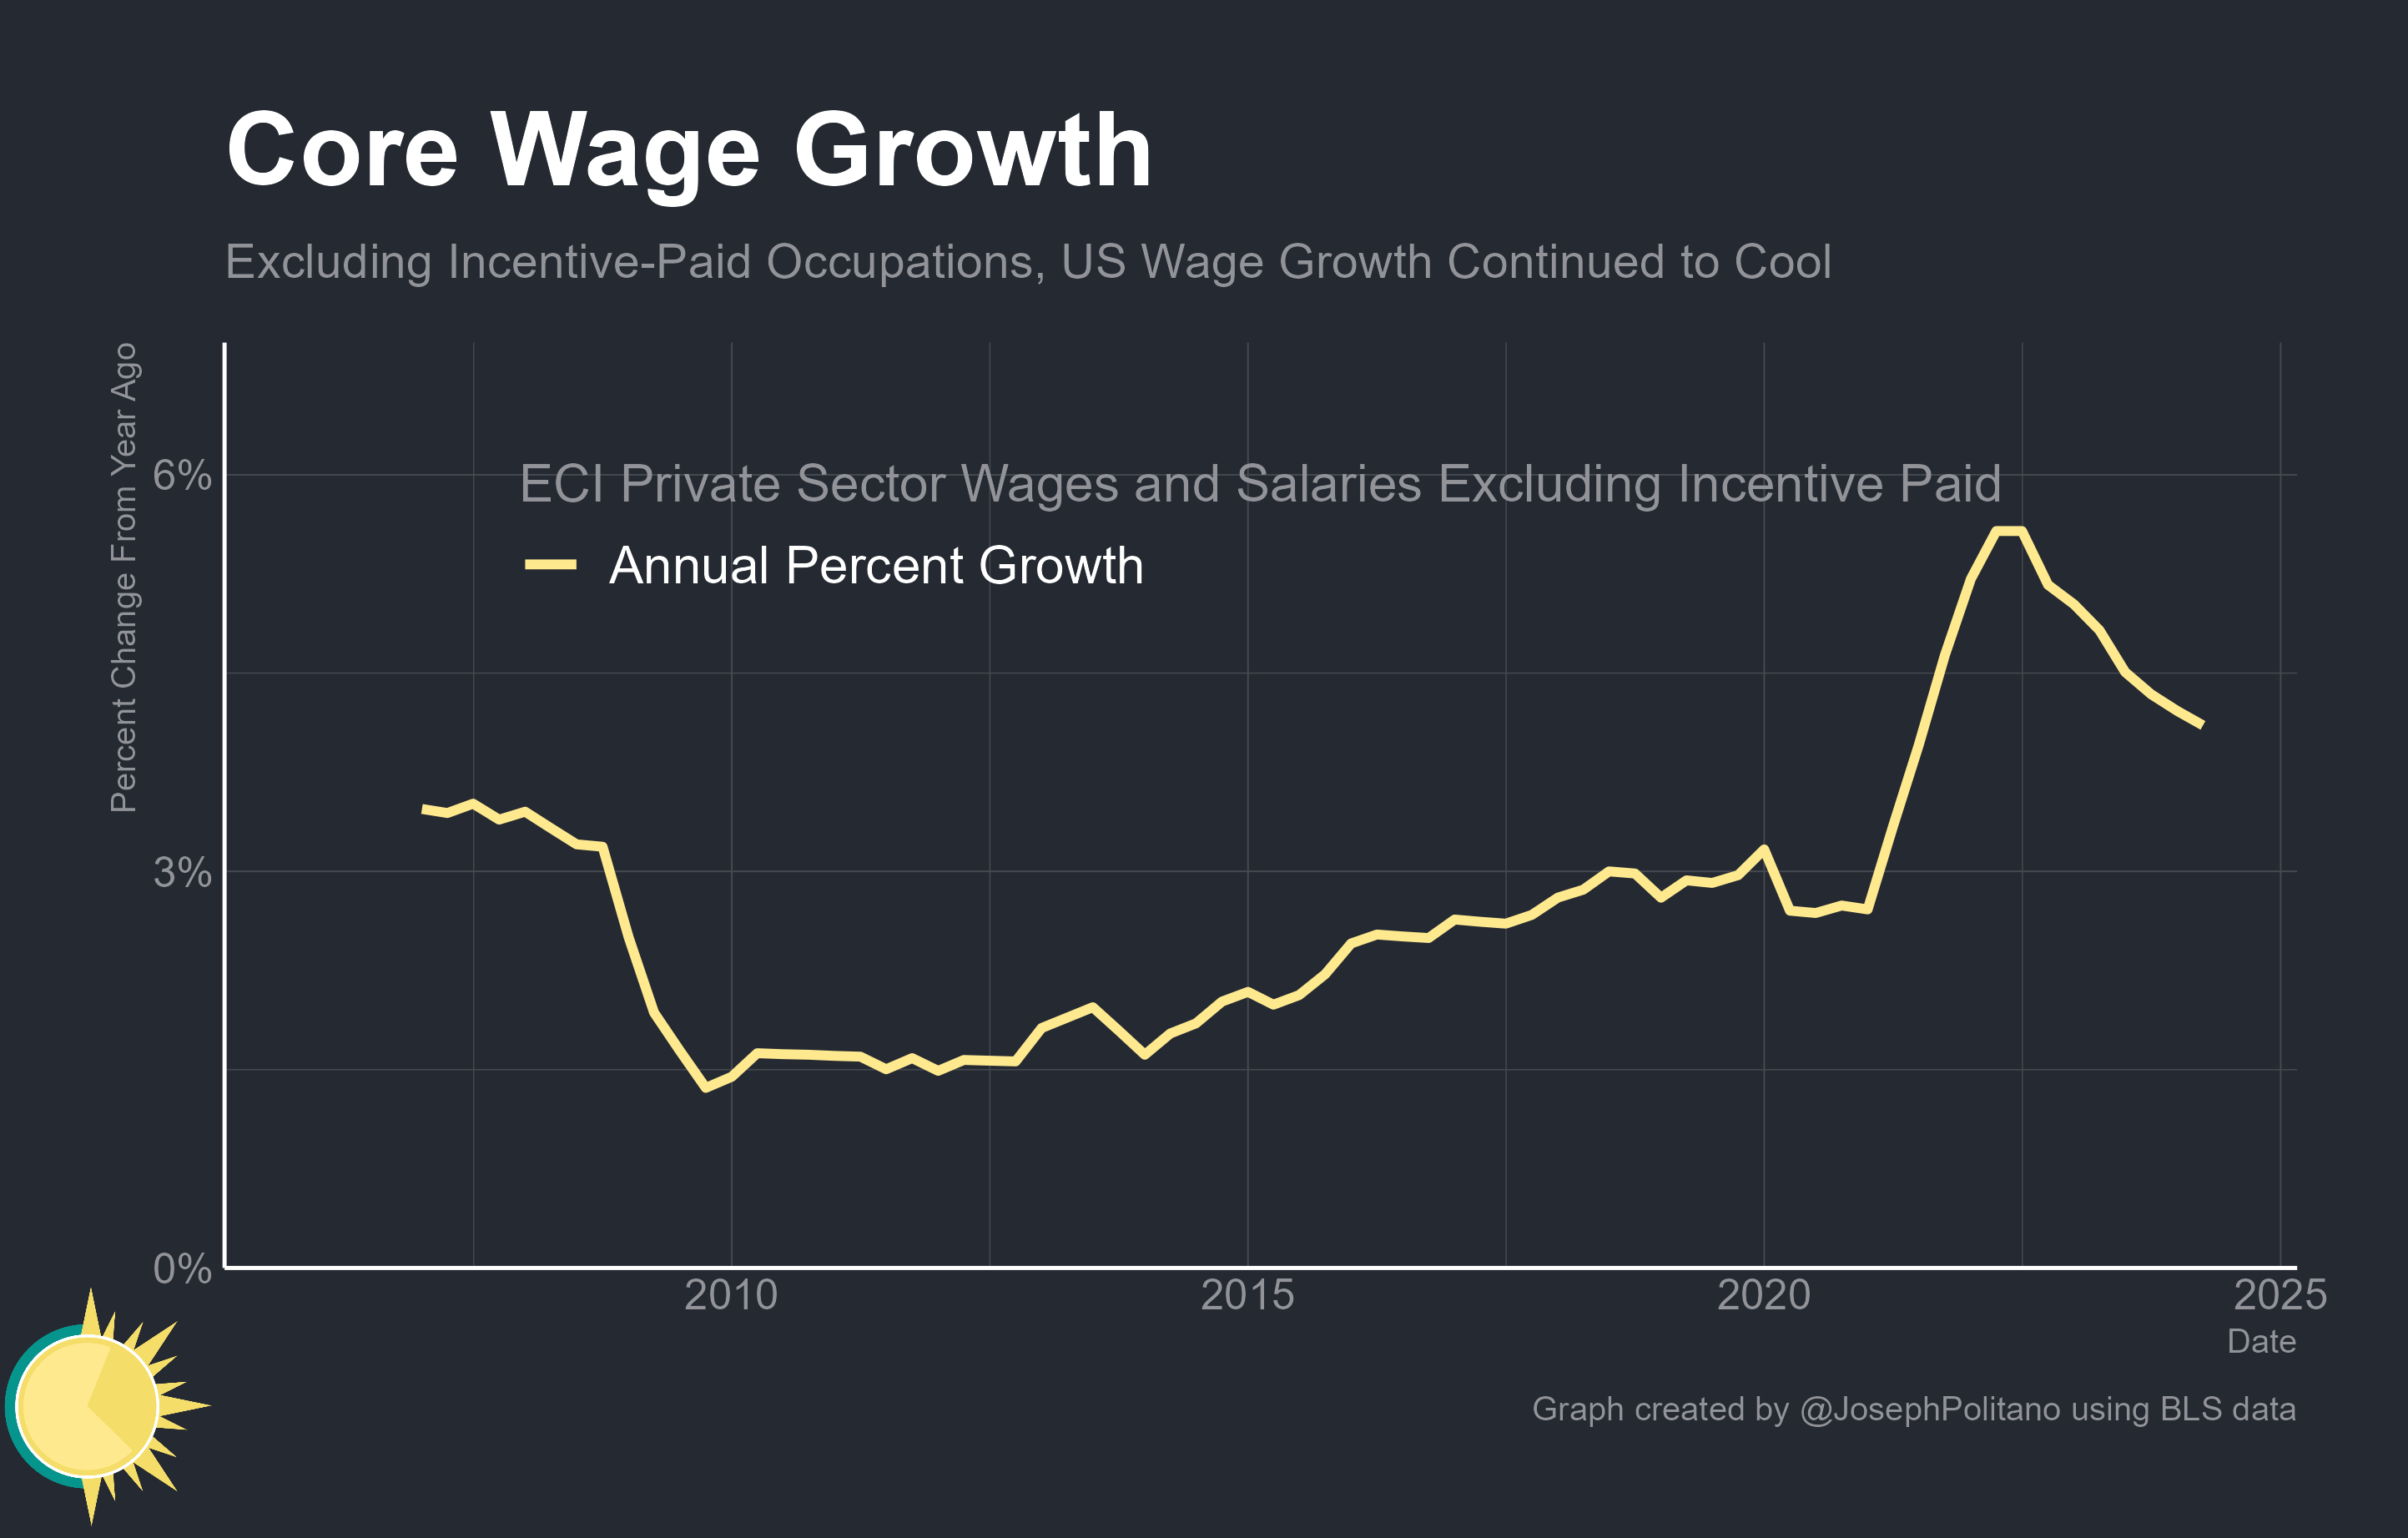 Core Wage Growth
Excluding Incentive-Paid Occupations, US Wage Growth Continued to Cool
Percent Change From Year Ago
6%
ECI Private Sector Wages and Salaries Excluding Incentive Paid
Annual Percent Growth
3%
0%
2010
2015
2020
2025
Date
Graph created by @JosephPolitano using BLS data